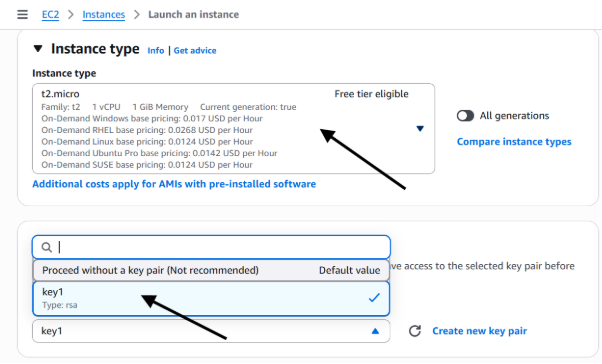 EC2 > Instances > Launch an instance
Instance type Info | Get advice
Instance type
t2.micro Free tier eligible
Family: t2 1 vCPU 1 GiB Memory Current generation: true
On-Demand Windows base pricing: 0.017 USD per Hour
On-Demand RHEL base pricing: 0.0268 USD per Hour
On-Demand Linux base pricing: 0.0124 USD per Hour
On-Demand Ubuntu Pro base pricing: 0.0142 USD per Hour
On-Demand SUSE base pricing: 0.0124 USD per Hour
All generations
Compare instance types
Additional costs apply for AMIs with pre-installed software
ve access to the selected key pair before
Proceed without a key pair (Not recommended) Default value
key1
Type: rsa
key1
Create new key pair